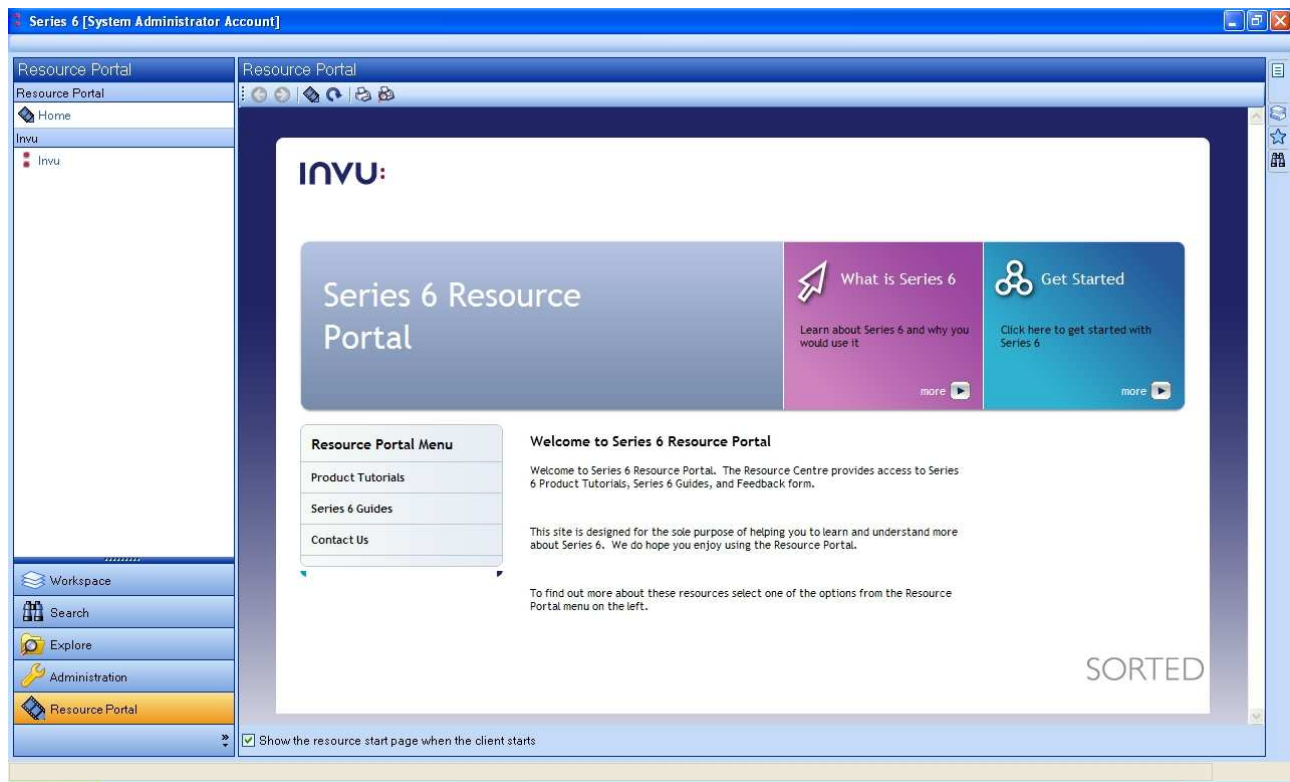 Series 6 [System Administrator Account]
Resource Portal
Resource Portal
Home
Invu
Invu
Workspace
Search
Explore
Administration
Resource Portal
Resource Portal
INVU:
Series 6 Resource
Portal
What is Series 6
Learn about Series 6 and why you
would use it
more
Get Started
Click here to get started with
Series 6
more
Resource Portal Menu
Product Tutorials
Series 6 Guides
Contact Us
Welcome to Series 6 Resource Portal
Welcome to Series 6 Resource Portal. The Resource Centre provides access to Series
6 Product Tutorials, Series 6 Guides, and Feedback form.
This site is designed for the sole purpose of helping you to learn and understand more
about Series 6. We do hope you enjoy using the Resource Portal.
To find out more about these resources select one of the options from the Resource
Portal menu on the left.
SORTED
Show the resource start page when the client starts